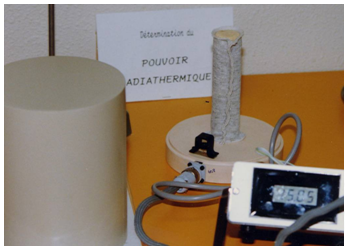 Détermination du
POUVOIR
ADIATHERMIQUE
A